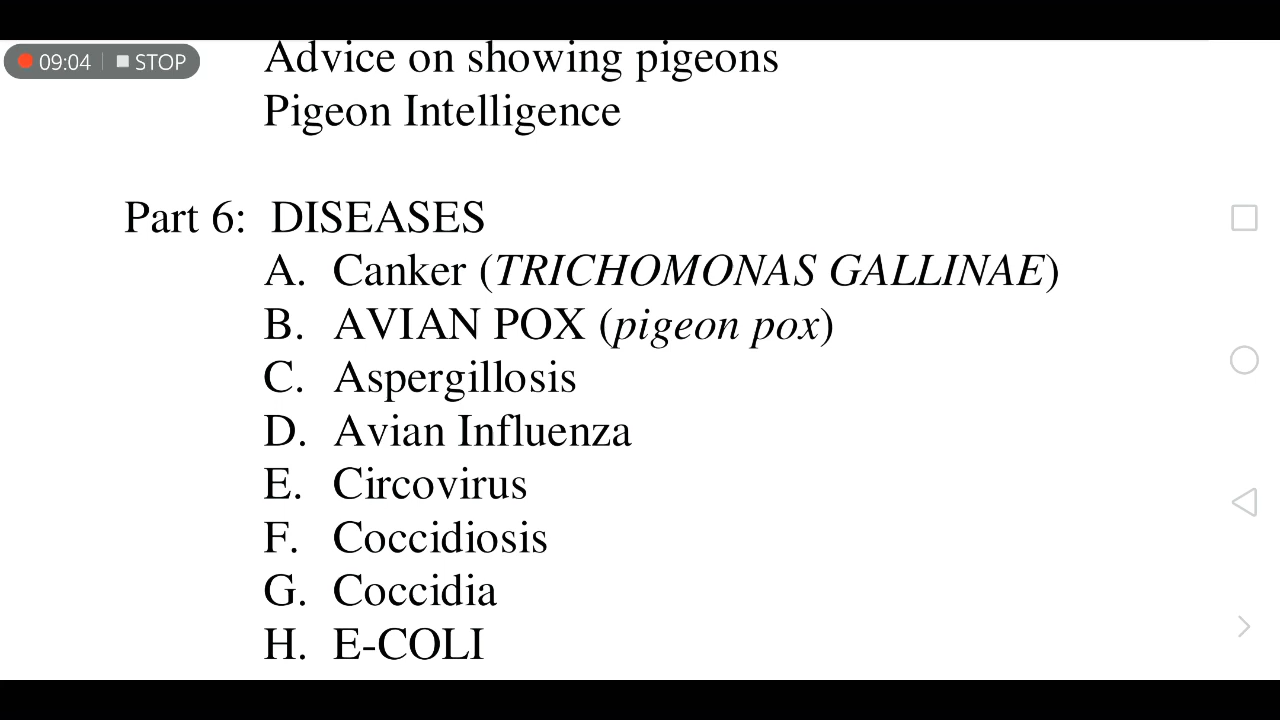 09:04 STOP
Advice on showing pigeons
Pigeon Intelligence
Part 6: DISEASES
A. Canker (TRICHOMONAS GALLINAE)
B. AVIAN POX (pigeon pox)
C. Aspergillosis
D. Avian Influenza
E. Circovirus
F. Coccidiosis
G. Coccidia
H. E-COLI